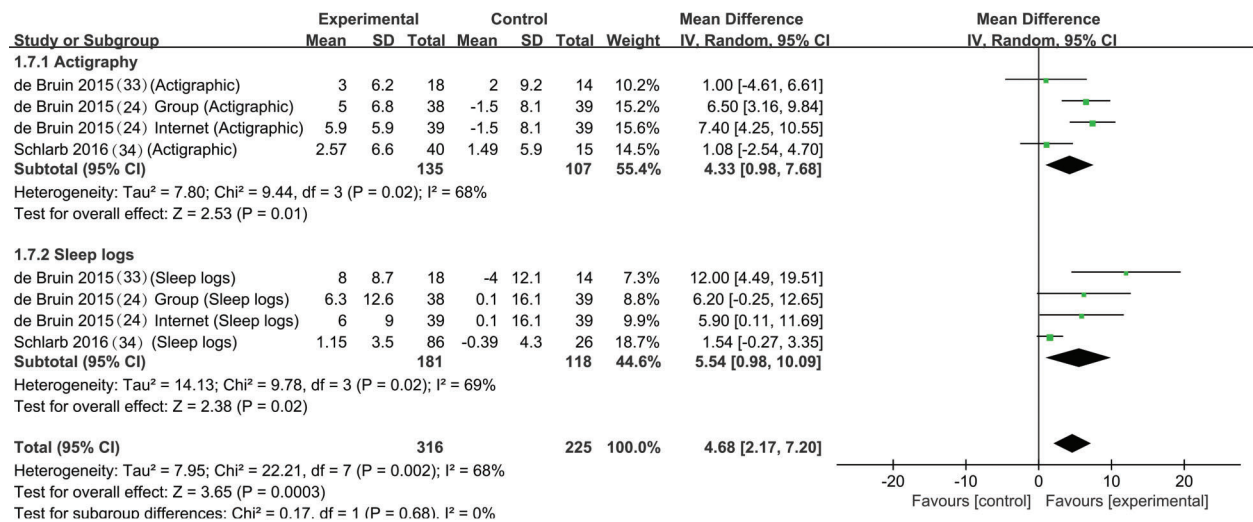 Experimental Control Mean Difference Mean Difference
Study or Subgroup Mean SD Total Mean SD Total Weight IV, Random, 95% CI IV, Random, 95% CI
1.7.1 Actigraphy
de Bruin 2015(33)(Actigraphic) 3 6.2 18 2 9.2 14 10.2% 1.00 [-4.61, 6.61]
de Bruin 2015(24) Group (Actigraphic) 5 6.8 38 -1.5 8.1 39 15.2% 6.50 [3.16, 9.84]
de Bruin 2015(24) Internet (Actigraphic) 5.9 5.9 39 -1.5 8.1 39 15.6% 7.40 [4.25, 10.55]
Schlarb 2016 (34) (Actigraphic) 2.57 6.6 40 1.49 5.9 15 14.5% 1.08 [-2.54, 4.70]
Subtotal (95% CI) 135 107 55.4% 4.33 [0.98, 7.68]
Heterogeneity: Tau² = 7.80; Chi² = 9.44, df = 3 (P = 0.02); I² = 68%
Test for overall effect: Z = 2.53 (P = 0.01)
1.7.2 Sleep logs
de Bruin 2015(33)(Sleep logs) 8 8.7 18 -4 12.1 14 7.3% 12.00 [4.49, 19.51]
de Bruin 2015(24) Group (Sleep logs) 6.3 12.6 38 0.1 16.1 39 8.8% 6.20 [-0.25, 12.65]
de Bruin 2015(24) Internet (Sleep logs) 6 9 39 0.1 16.1 39 9.9% 5.90 [0.11, 11.69]
Schlarb 2016 (34) (Sleep logs) 1.15 3.5 86 -0.39 4.3 26 18.7% 1.54 [-0.27, 3.35]
Subtotal (95% CI) 181 118 44.6% 5.54 [0.98, 10.09]
Heterogeneity: Tau² = 14.13; Chi² = 9.78, df = 3 (P = 0.02); I² = 69%
Test for overall effect: Z = 2.38 (P = 0.02)
Total (95% CI) 316 225 100.0% 4.68 [2.17, 7.20]
Heterogeneity: Tau² = 7.95; Chi² = 22.21, df = 7 (P = 0.002); I² = 68%
Test for overall effect: Z = 3.65 (P = 0.0003)
Test for subgroup differences: Chi² = 0.17, df = 1 (P = 0.68), I² = 0%
-20 -10 0 10 20
Favours [control] Favours [experimental]